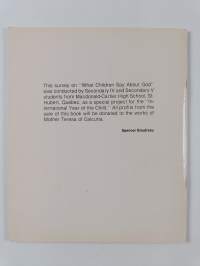 This survey on "What Children Say About God"
was conducted by Secondary IV and Secondary V
students from Macdonald-Cartier High School, St.
Hubert, Quebec, as a special project for the "In-
ternational Year of the Child." All profits from the
sale of this book will be donated to the works of
Mother Teresa of Calcutta.
Spencer